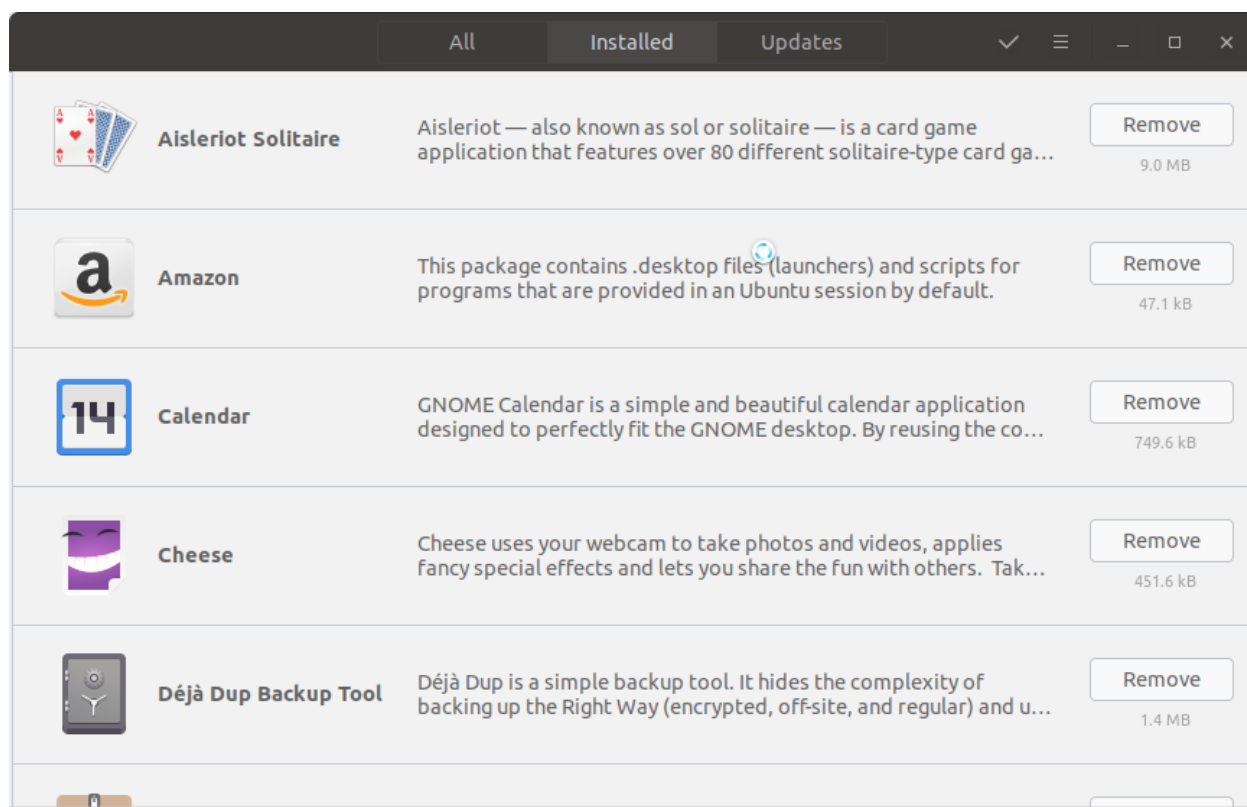 All Installed Updates
Aisleriot Solitaire
Aisleriot — also known as sol or solitaire — is a card game
application that features over 80 different solitaire-type card ga…
Remove
9.0 MB
Amazon
This package contains .desktop files (launchers) and scripts for
programs that are provided in an Ubuntu session by default.
Remove
47.1 kB
14
Calendar
GNOME Calendar is a simple and beautiful calendar application
designed to perfectly fit the GNOME desktop. By reusing the co…
Remove
749.6 kB
Cheese
Cheese uses your webcam to take photos and videos, applies
fancy special effects and lets you share the fun with others.  Tak…
Remove
451.6 kB
Déjà Dup Backup Tool
Déjà Dup is a simple backup tool. It hides the complexity of
backing up the Right Way (encrypted, off-site, and regular) and u…
Remove
1.4 MB